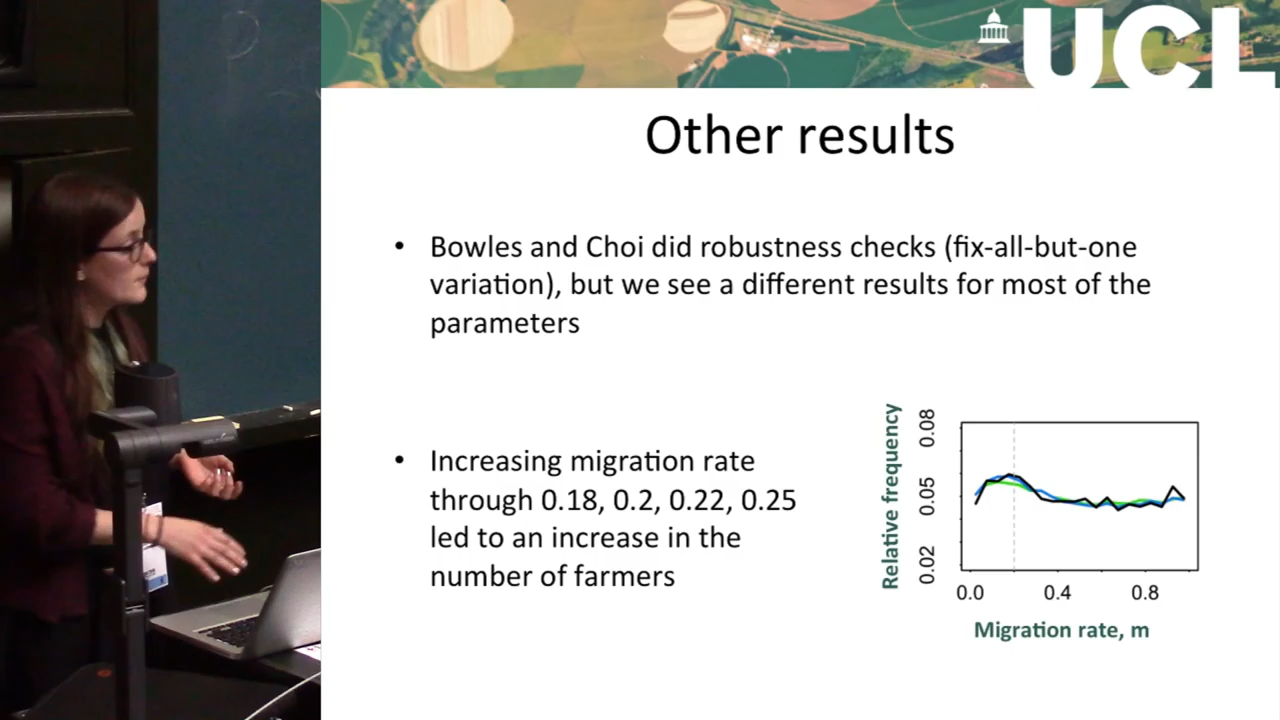 UCL
Other results
• Bowles and Choi did robustness checks (fix-all-but-one
variation), but we see a different results for most of the
parameters
• Increasing migration rate
through 0.18, 0.2, 0.22, 0.25
led to an increase in the
number of farmers
Relative frequency
0.08
0.05
0.02
0.0 0.4 0.8
Migration rate, m